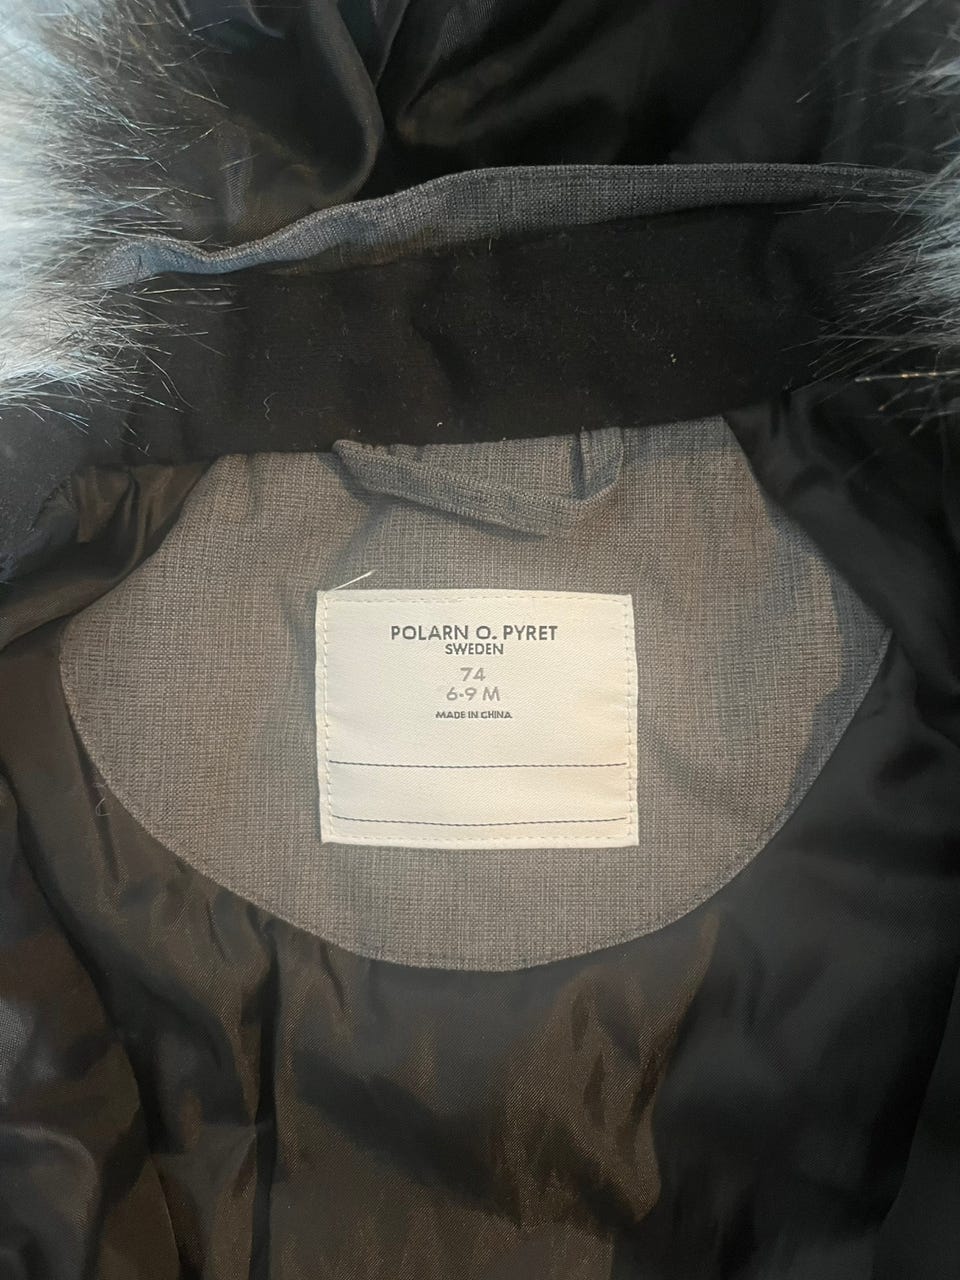 POLARN O. PYRET
SWEDEN
74
6-9 M
MADE IN CHINA